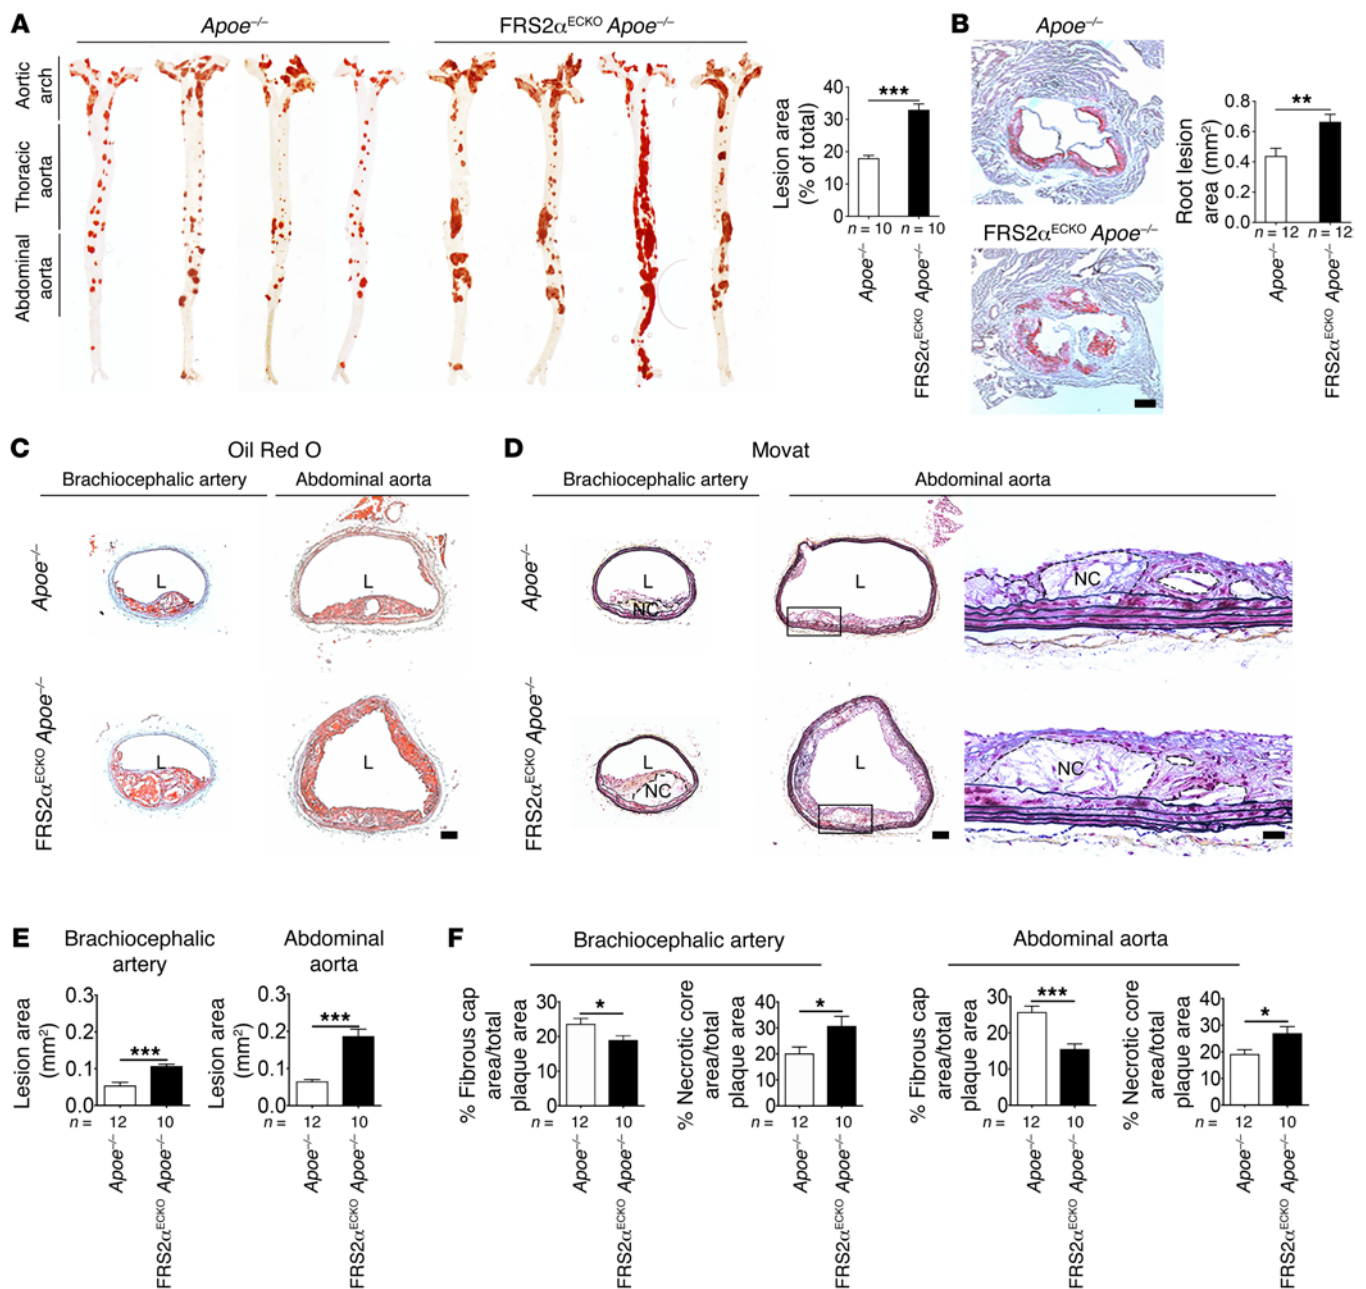 A
Apoe–/–
FRS2αECKO Apoe–/–
Aortic
arch
Thoracic
aorta
Abdominal
aorta
Lesion area
(% of total)
40
30
20
10
0
***
n = 10
n = 10
Apoe–/–
FRS2αECKO Apoe–/–
B
Apoe–/–
FRS2αECKO Apoe–/–
Root lesion
area (mm2)
0.8
0.6
0.4
0.2
0.0
**
n = 12
n = 12
Apoe–/–
FRS2αECKO Apoe–/–
C
Oil Red O
Brachiocephalic artery
Abdominal aorta
Apoe–/–
L
L
FRS2αECKO Apoe–/–
L
L
D
Movat
Brachiocephalic artery
Abdominal aorta
Apoe–/–
L
NC
L
NC
FRS2αECKO Apoe–/–
L
NC
L
NC
E
Brachiocephalic
artery
Lesion area
(mm2)
0.3
0.2
0.1
0.0
***
n =
12
10
Apoe–/–
FRS2αECKO Apoe–/–
Abdominal
aorta
Lesion area
(mm2)
0.3
0.2
0.1
0.0
***
n =
12
10
Apoe–/–
FRS2αECKO Apoe–/–
F
Brachiocephalic artery
% Fibrous cap
area/total
plaque area
30
20
10
0
*
n =
12
10
Apoe–/–
FRS2αECKO Apoe–/–
% Necrotic core
area/total
plaque area
40
30
20
10
0
*
n =
12
10
Apoe–/–
FRS2αECKO Apoe–/–
Abdominal aorta
% Fibrous cap
area/total
plaque area
30
20
10
0
***
n =
12
10
Apoe–/–
FRS2αECKO Apoe–/–
% Necrotic core
area/total
plaque area
40
30
20
10
0
*
n =
12
10
Apoe–/–
FRS2αECKO Apoe–/–